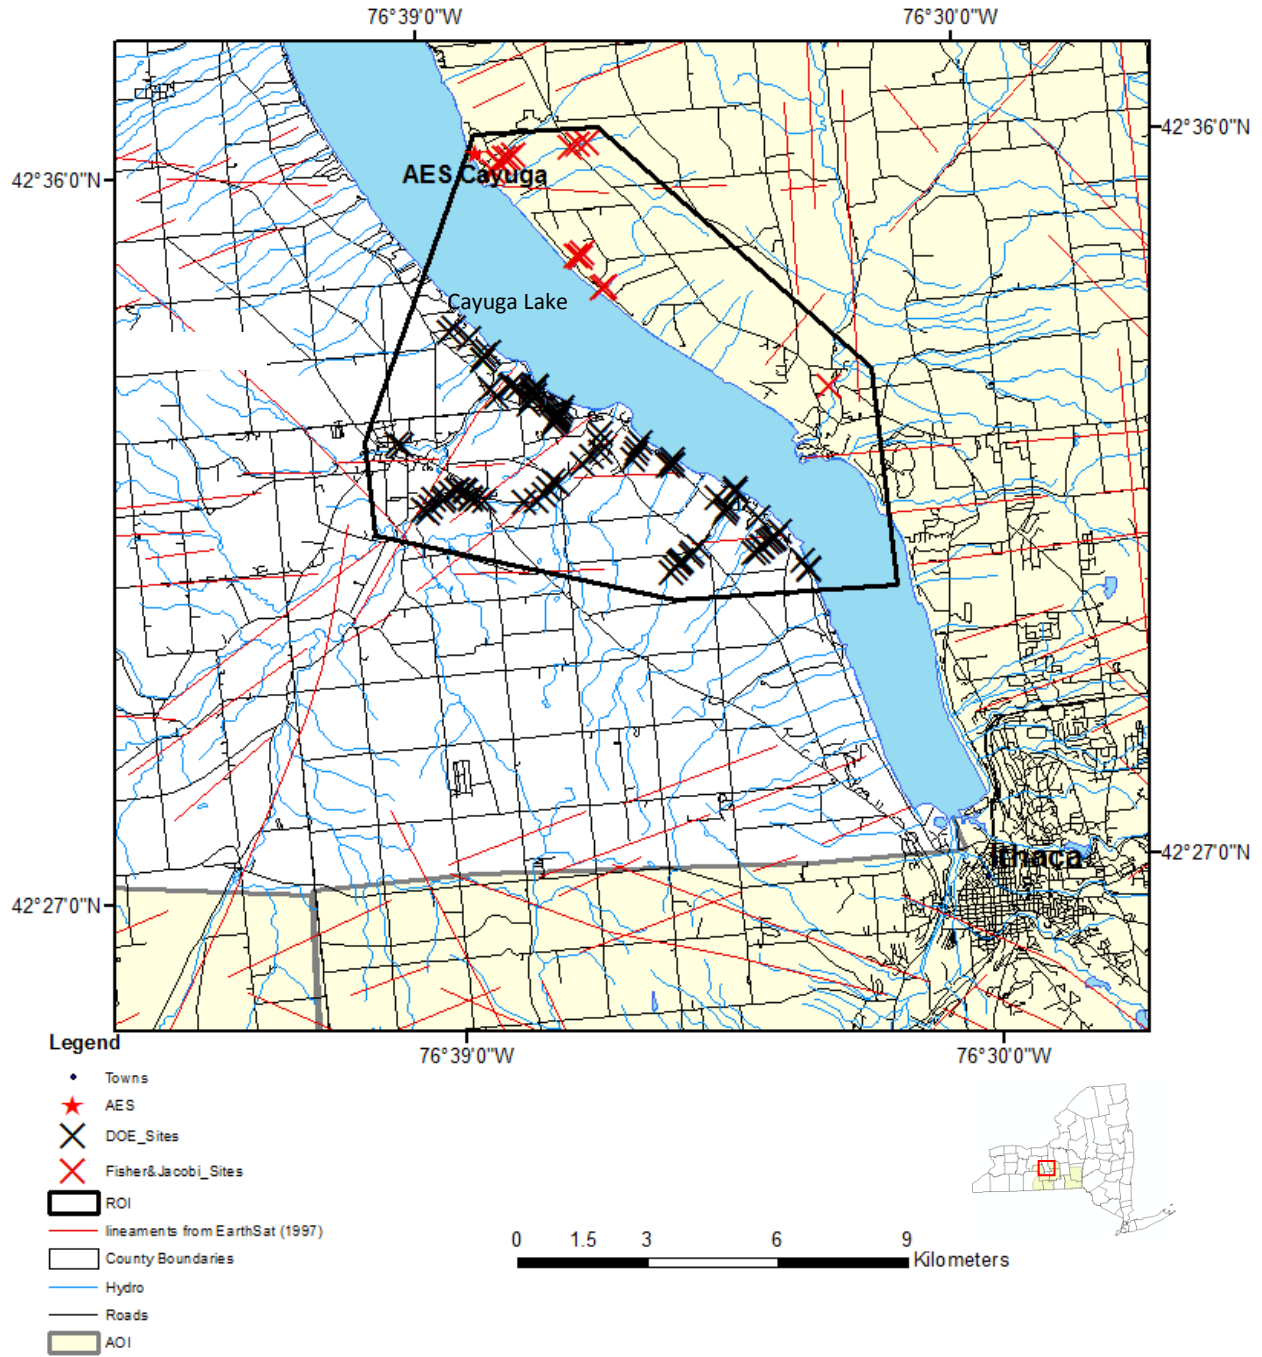 76°39'0"W 76°30'0"W
42°36'0"N
42°36'0"N
AES Cayuga
Cayuga Lake
42°27'0"N
Ithaca
42°27'0"N
76°39'0"W 76°30'0"W
Legend
Towns
AES
DOE_Sites
Fisher&Jacobi_Sites
ROI
lineaments from EarthSat (1997)
County Boundaries
Hydro
Roads
AOI
0 1.5 3 6 9
Kilometers